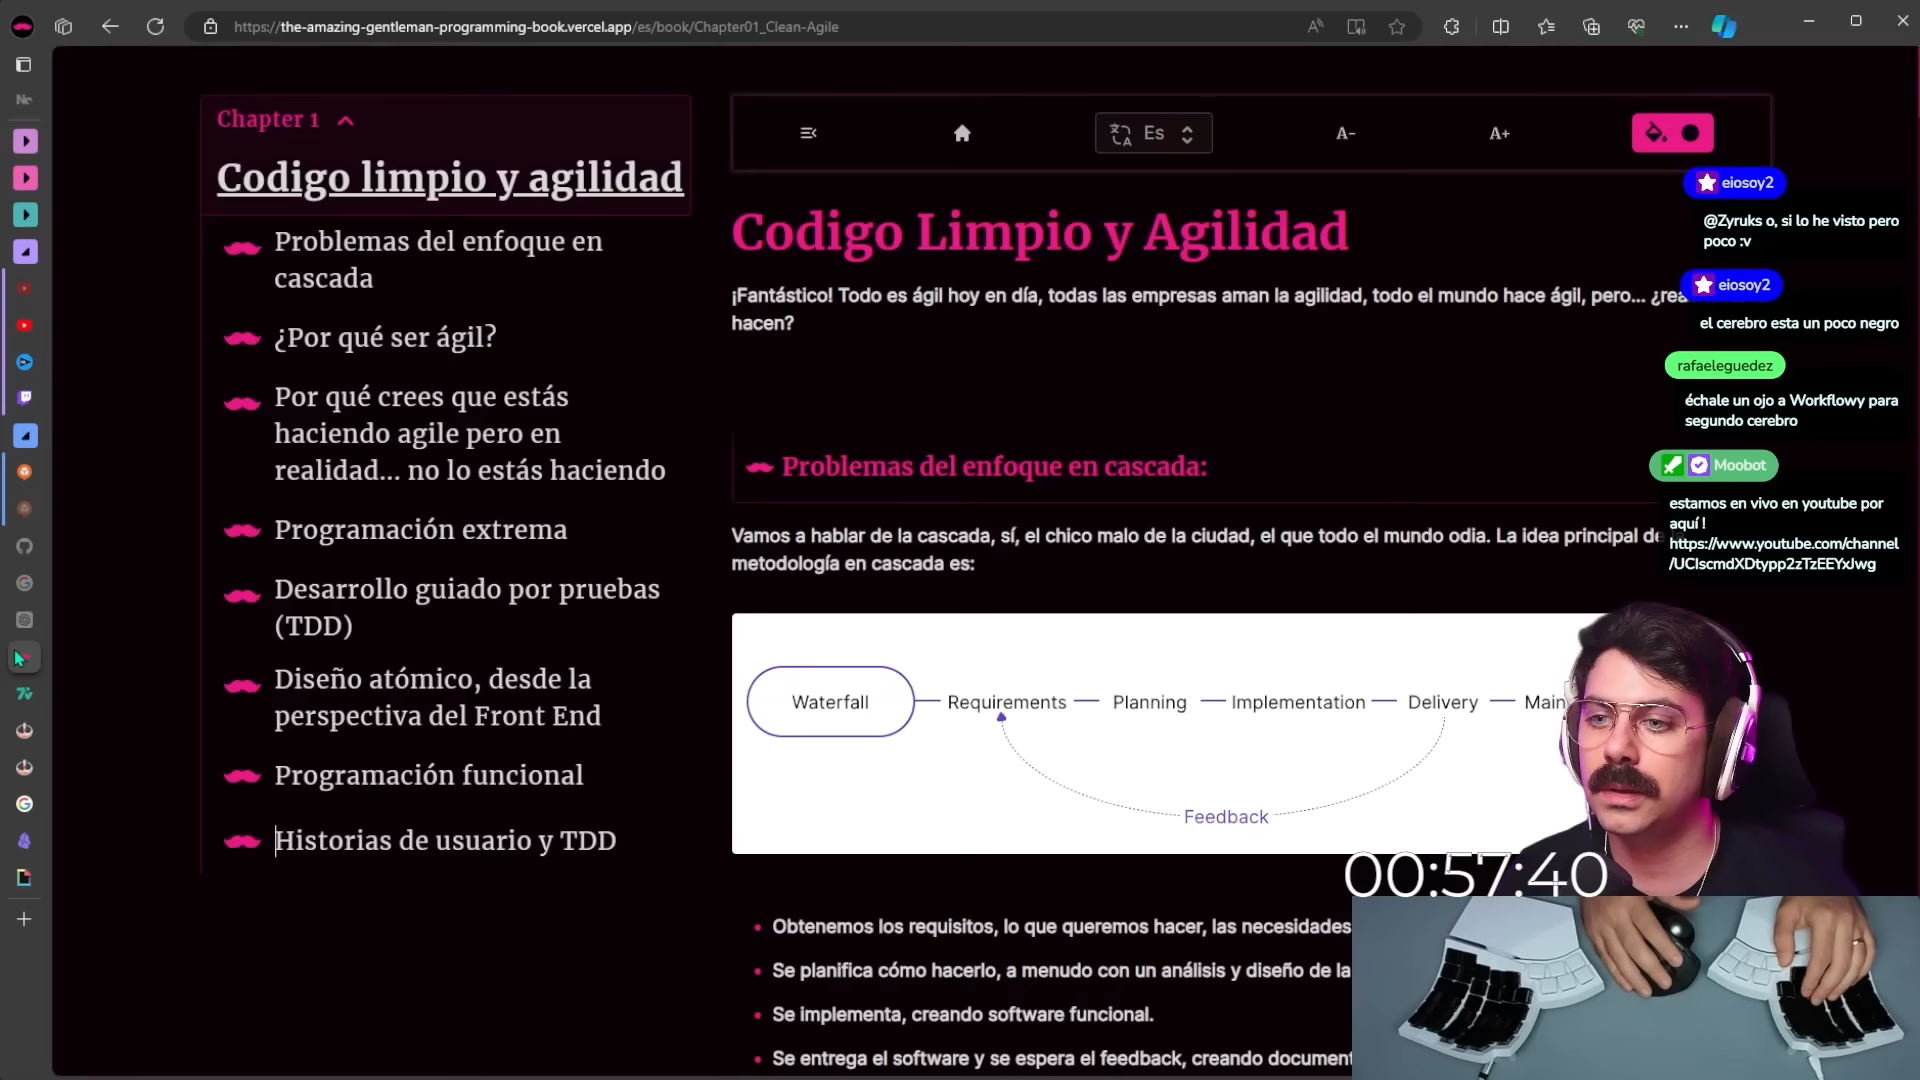 https://the-amazing-gentleman-programming-book.vercel.app/es/book/Chapter01_Clean-Agile
Chapter 1
Codigo limpio y agilidad
Problemas del enfoque en
cascada
¿Por qué ser ágil?
Por qué crees que estás
haciendo agile pero en
realidad... no lo estás haciendo
Programación extrema
Desarrollo guiado por pruebas
(TDD)
Diseño atómico, desde la
perspectiva del Front End
Programación funcional
Historias de usuario y TDD
Es
A-
A+
Codigo Limpio y Agilidad
¡Fantástico! Todo es ágil hoy en día, todas las empresas aman la agilidad, todo el mundo hace ágil, pero... ¿rea
hacen?
Problemas del enfoque en cascada:
Vamos a hablar de la cascada, sí, el chico malo de la ciudad, el que todo el mundo odia. La idea principal de
metodología en cascada es:
Waterfall
Requirements
Planning
Implementation
Delivery
Main
Feedback
Obtenemos los requisitos, lo que queremos hacer, las necesidades
Se planifica cómo hacerlo, a menudo con un análisis y diseño de la
Se implementa, creando software funcional.
Se entrega el software y se espera el feedback, creando document
eiosoy2
@Zyruks o, si lo he visto pero
poco :v
eiosoy2
el cerebro esta un poco negro
rafaeleguedez
échale un ojo a Workflowy para
segundo cerebro
Moobot
estamos en vivo en youtube por
aquí !
https://www.youtube.com/channel
/UCIscmdXDtypp2zTzEEYxJwg
00:57:40